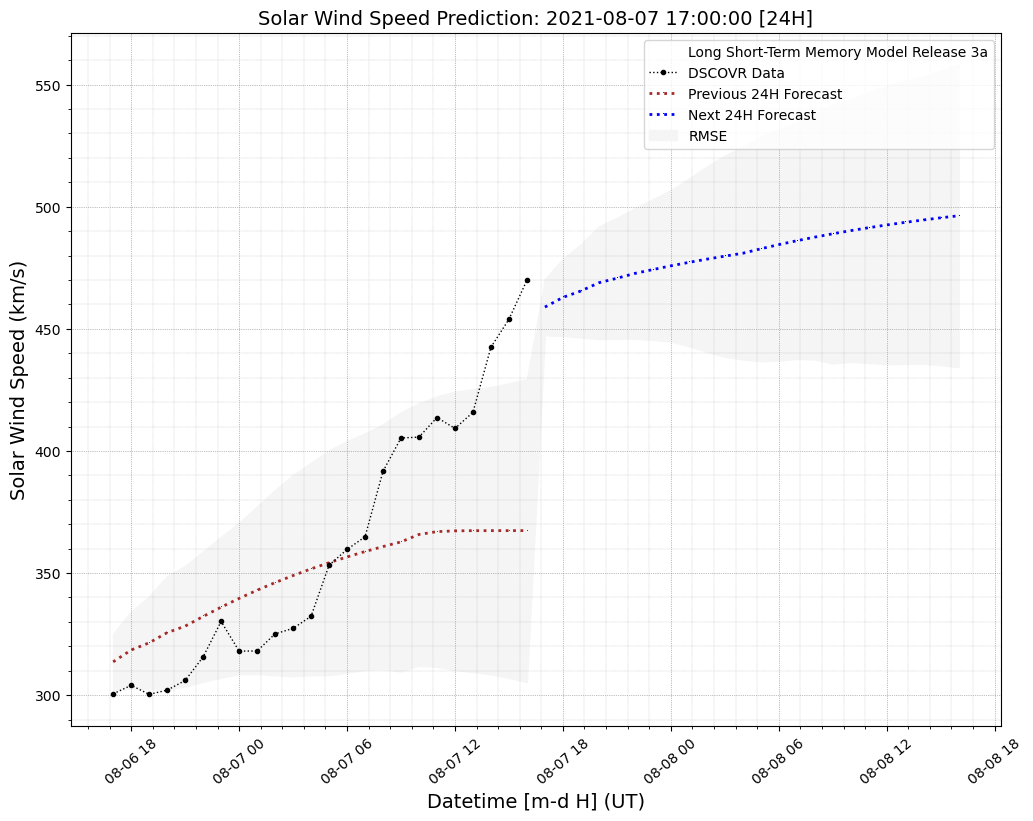 Solar Wind Speed Prediction: 2021-08-07 17:00:00 [24H]
Long Short-Term Memory Model Release 3a
DSCOVR Data
Previous 24H Forecast
Next 24H Forecast
RMSE
Solar Wind Speed (km/s)
550
500
450
400
350
300
08-06 18
08-07 00
08-07 06
08-07 12
08-07 18
08-08 00
08-08 06
08-08 12
08-08 18
Datetime [m-d H] (UT)